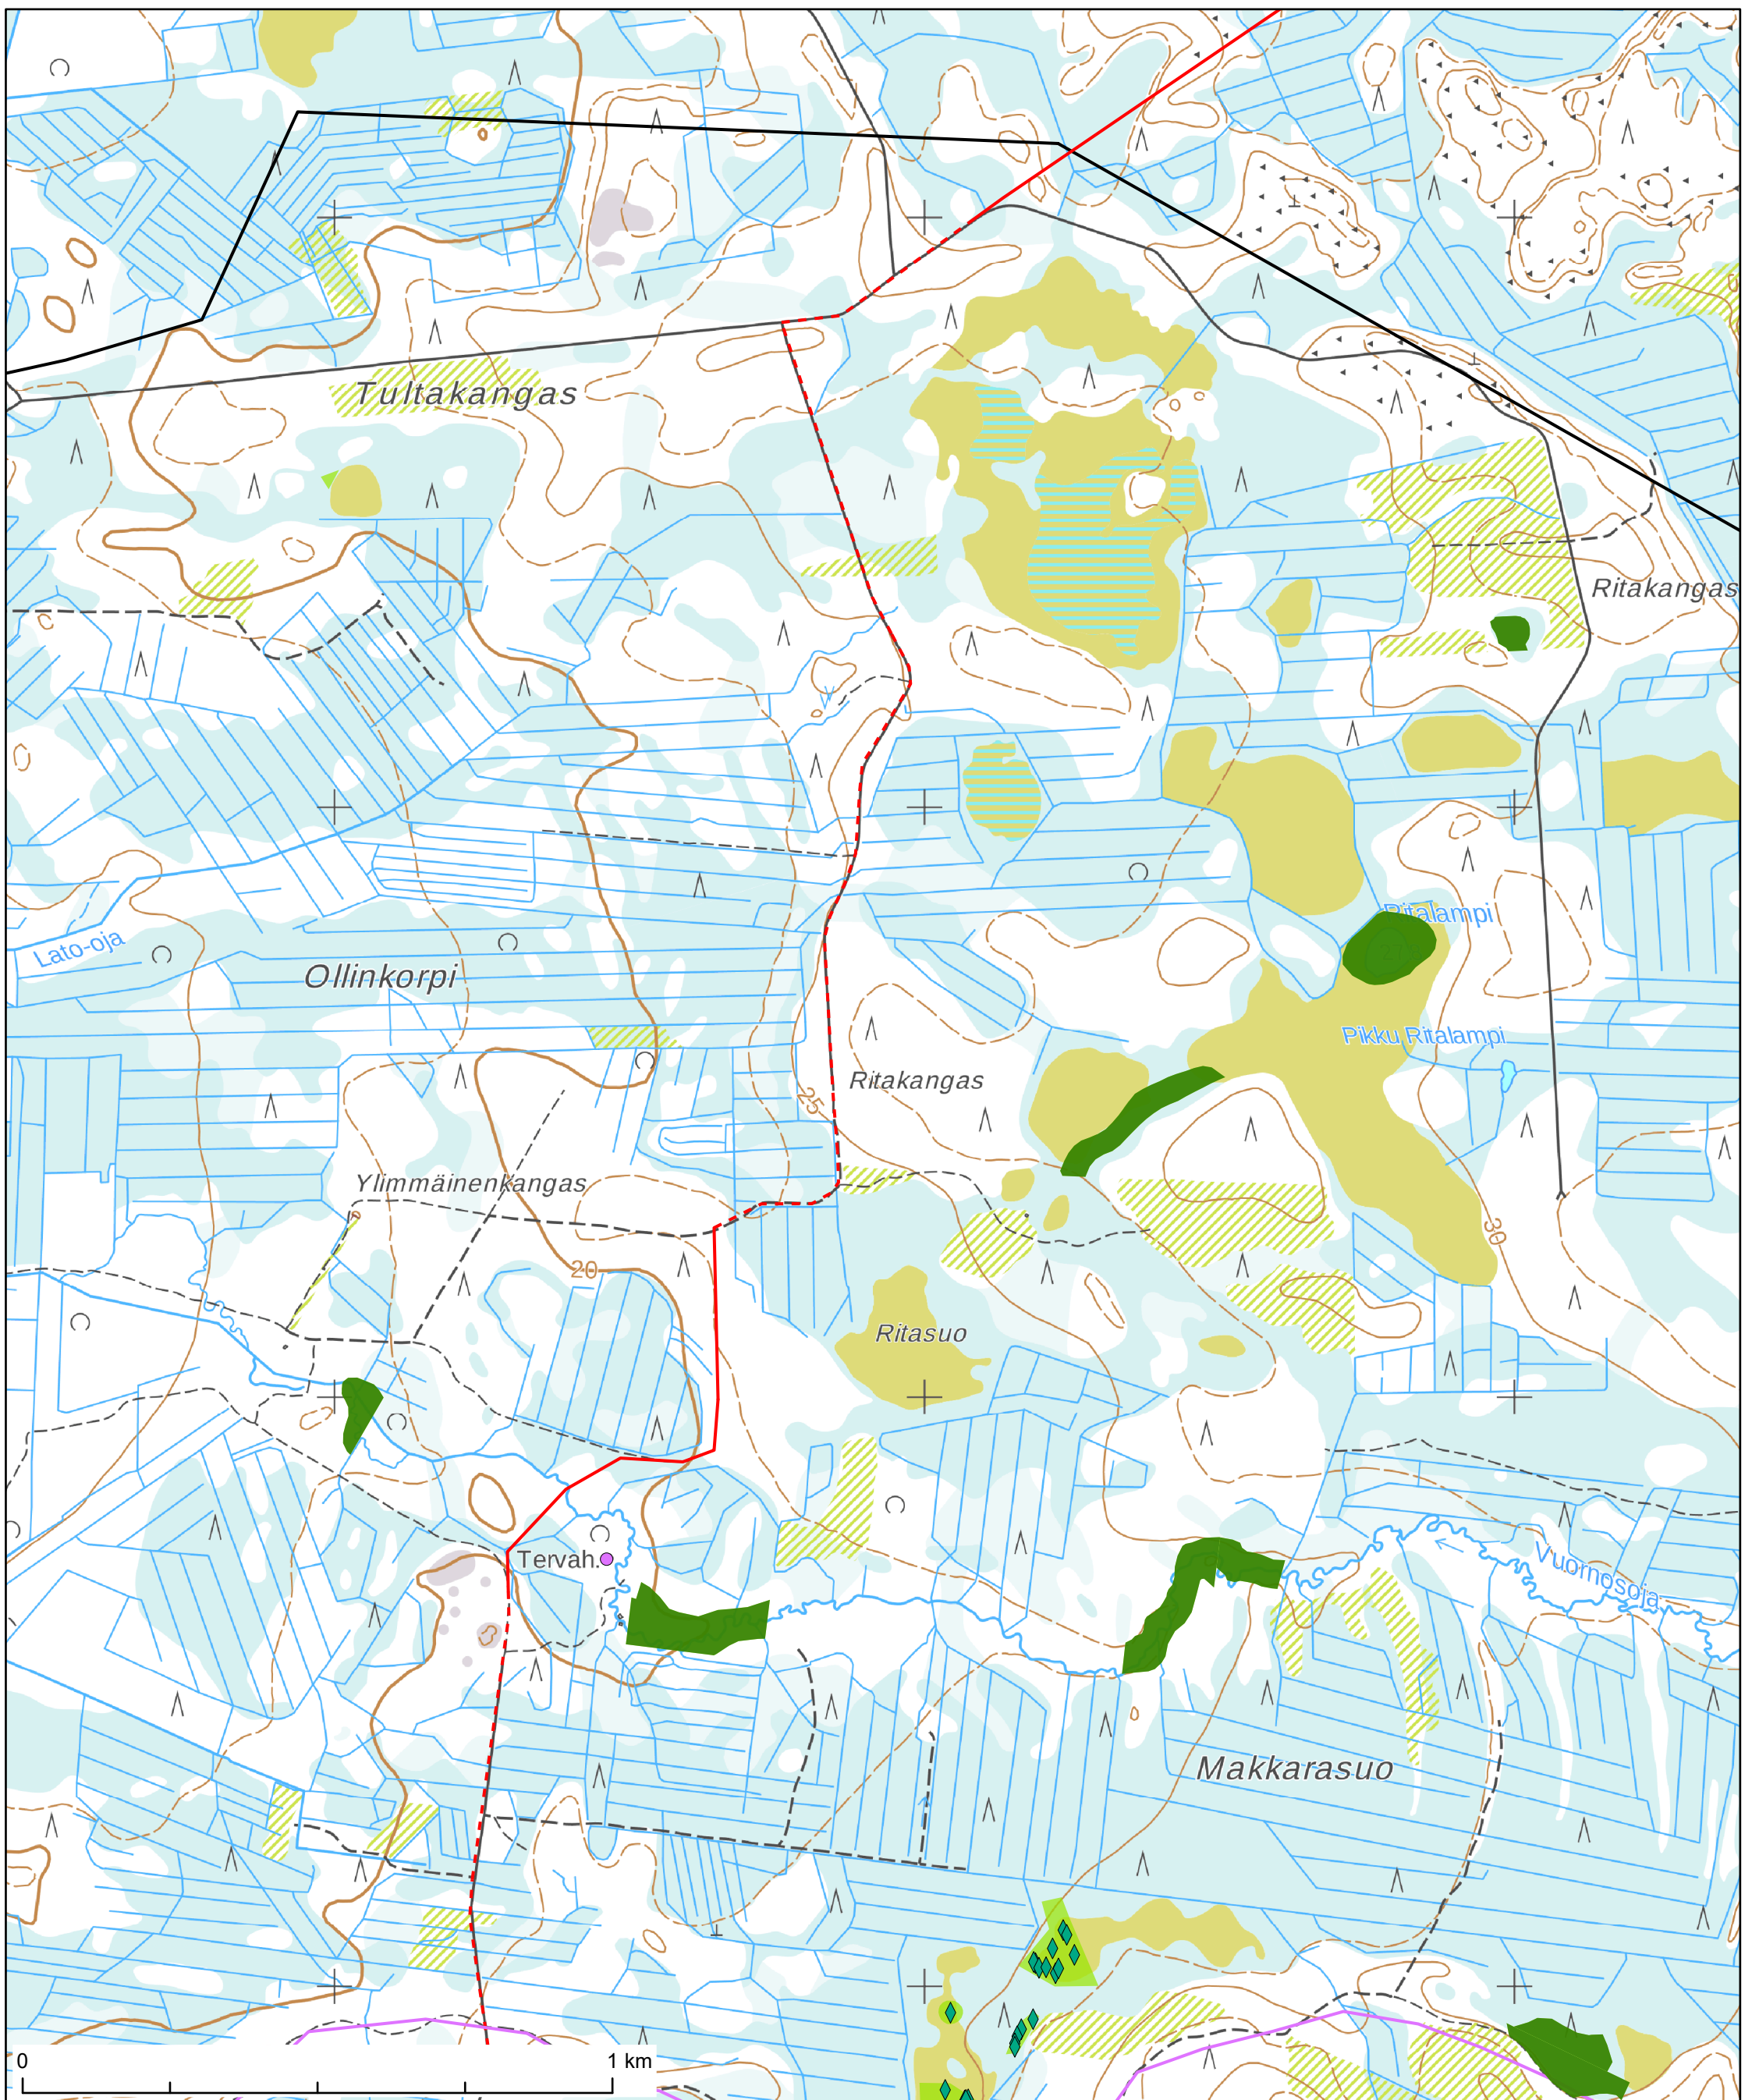 Tultakangas
Ritakangas
Ritalampi
Lato-oja
Ollinkorpi
Pikku Ritalampi
Ritakangas
25
Ylimmäinenkangas
30
20
Ritasuo
Tervah.
Vuornosoja
Makkarasuo
0
1 km